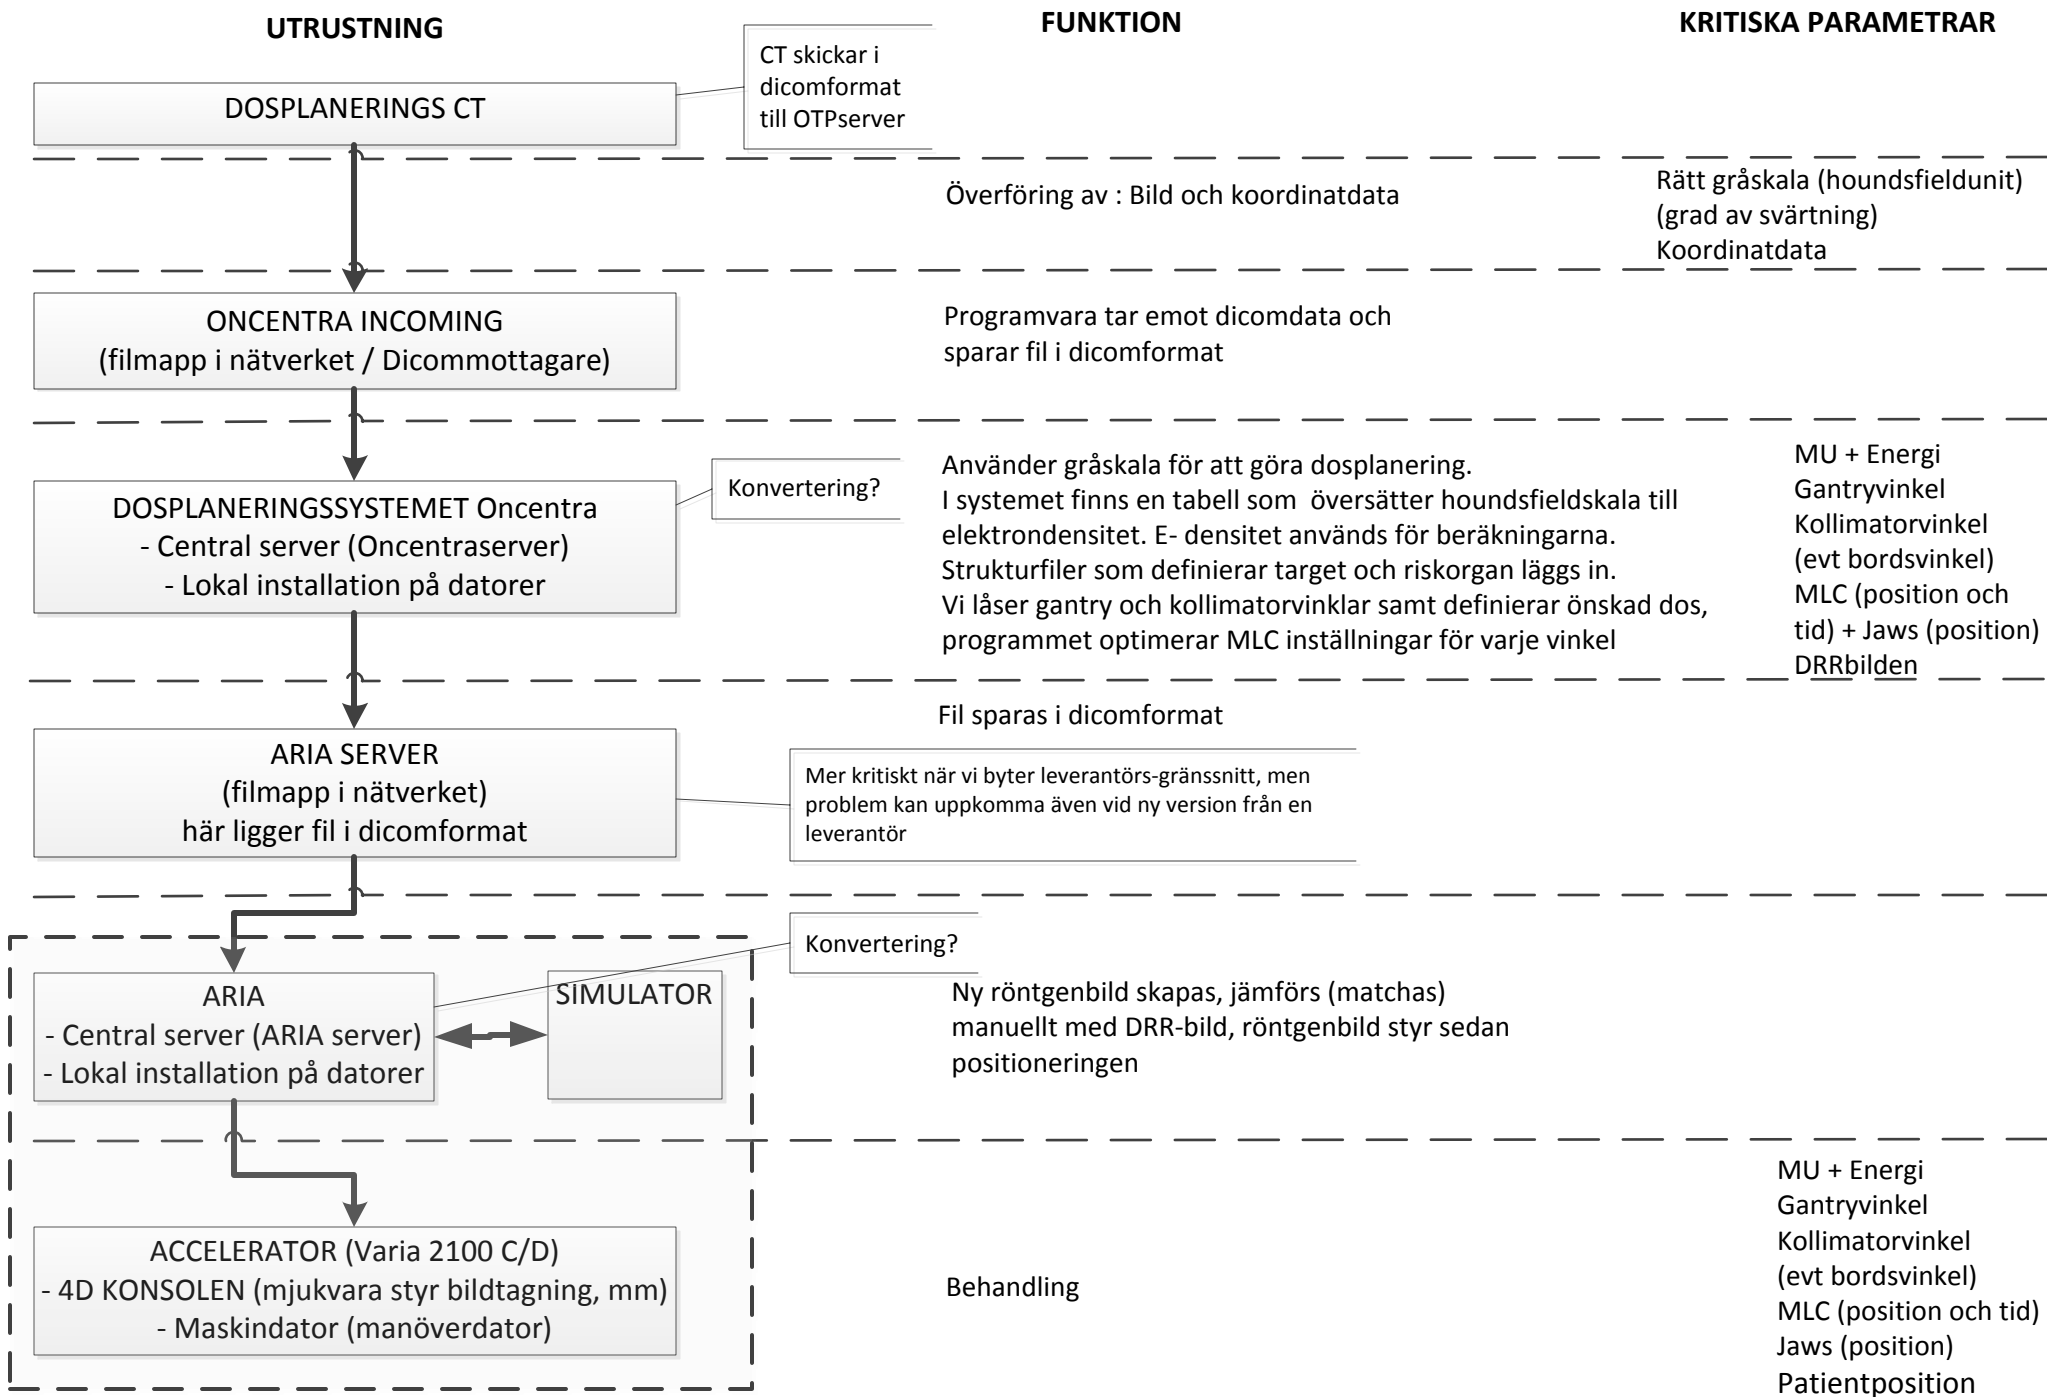 UTRUSTNING
FUNKTION
KRITISKA PARAMETRAR
CT skickar i
dicomformat
till OTPserver
DOSPLANERINGS CT
Överföring av : Bild och koordinatdata
Rätt gråskala (houndsfieldunit)
(grad av svärtning)
Koordinatdata
ONCENTRA INCOMING
(filmapp i nätverket / Dicommottagare)
Programvara tar emot dicomdata och
sparar fil i dicomformat
DOSPLANERINGSSYSTEMET Oncentra
- Central server (Oncentraserver)
- Lokal installation på datorer
Konvertering?
Använder gråskala för att göra dosplanering.
I systemet finns en tabell som  översätter houndsfieldskala till
elektrondensitet. E- densitet används för beräkningarna.
Strukturfiler som definierar target och riskorgan läggs in.
Vi låser gantry och kollimatorvinklar samt definierar önskad dos,
programmet optimerar MLC inställningar för varje vinkel
MU + Energi
Gantryvinkel
Kollimatorvinkel
(evt bordsvinkel)
MLC (position och
tid) + Jaws (position)
DRRbilden
Fil sparas i dicomformat
ARIA SERVER
(filmapp i nätverket)
här ligger fil i dicomformat
Mer kritiskt när vi byter leverantörs-gränssnitt, men
problem kan uppkomma även vid ny version från en
leverantör
Konvertering?
ARIA
- Central server (ARIA server)
- Lokal installation på datorer
SIMULATOR
Ny röntgenbild skapas, jämförs (matchas)
manuellt med DRR-bild, röntgenbild styr sedan
positioneringen
ACCELERATOR (Varia 2100 C/D)
- 4D KONSOLEN (mjukvara styr bildtagning, mm)
- Maskindator (manöverdator)
Behandling
MU + Energi
Gantryvinkel
Kollimatorvinkel
(evt bordsvinkel)
MLC (position och tid)
Jaws (position)
Patientposition